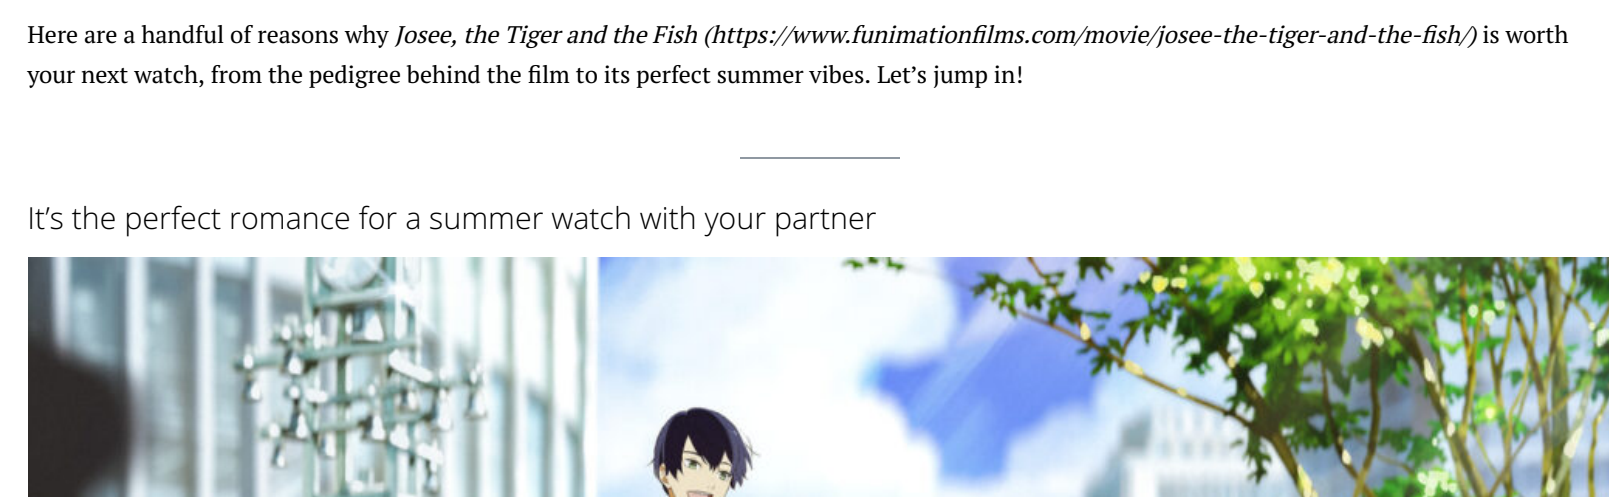 Here are a handful of reasons why Josee, the Tiger and the Fish (https://www.funimationfilms.com/movie/josee-the-tiger-and-the-fish/) is worth
your next watch, from the pedigree behind the film to its perfect summer vibes. Let’s jump in!
It’s the perfect romance for a summer watch with your partner